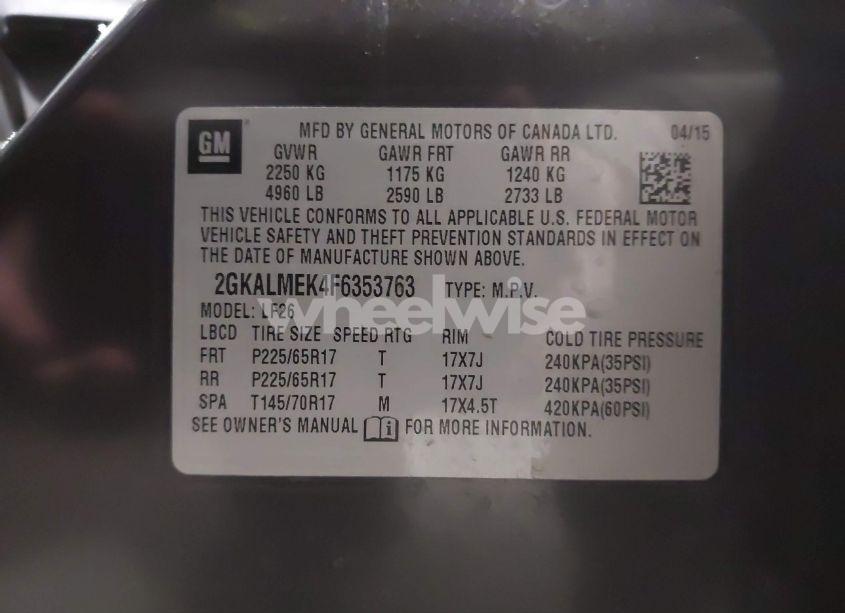 GM MFD BY GENERAL MOTORS OF CANADA LTD. 04/15
GVWR GAWR FRT GAWR RR
2250 KG 1175 KG 1240 KG
4960 LB 2590 LB 2733 LB
THIS VEHICLE CONFORMS TO ALL APPLICABLE U.S. FEDERAL MOTOR
VEHICLE SAFETY AND THEFT PREVENTION STANDARDS IN EFFECT ON
THE DATE OF MANUFACTURE SHOWN ABOVE.
2GKALMEK4F6353763 TYPE: M.P.V.
wheelwise
MODEL: LF26
LBCD TIRE SIZE SPEED RTG RIM COLD TIRE PRESSURE
FRT P225/65R17 T 17X7J 240KPA(35PSI)
RR P225/65R17 T 17X7J 240KPA(35PSI)
SPA T145/70R17 M 17X4.5T 420KPA(60PSI)
SEE OWNER'S MANUAL i FOR MORE INFORMATION.